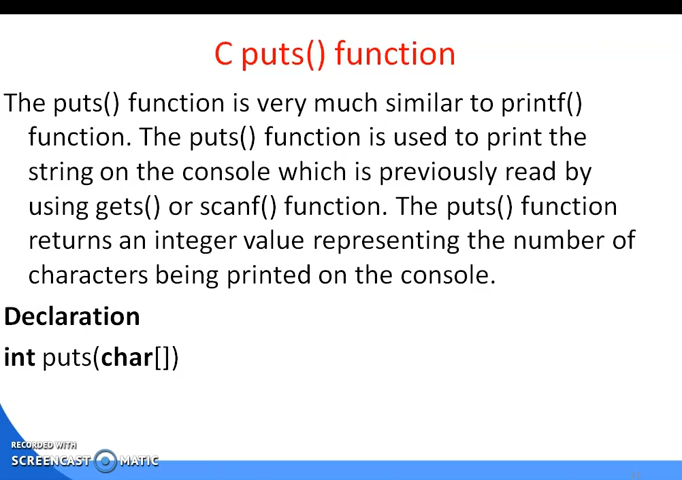 C puts() function
The puts() function is very much similar to printf()
function. The puts() function is used to print the
string on the console which is previously read by
using gets() or scanf() function. The puts() function
returns an integer value representing the number of
characters being printed on the console.
Declaration
int puts(char[])
RECORDED WITH
SCREENCAST MATIC